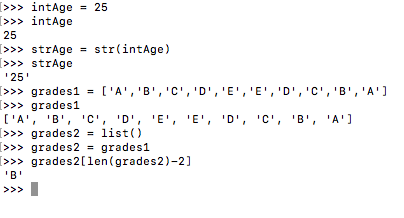 [>>> intAge = 25
[>>> intAge
25
[>>> strAge = str(intAge)
[>>> strAge
'25'
[>>> grades1 = ['A','B','C','D','E','E','D','C','B','A']
[>>> grades1
['A', 'B', 'C', 'D', 'E', 'E', 'D', 'C', 'B', 'A']
[>>> grades2 = list()
[>>> grades2 = grades1
[>>> grades2[len(grades2)-2]
'B'
>>>